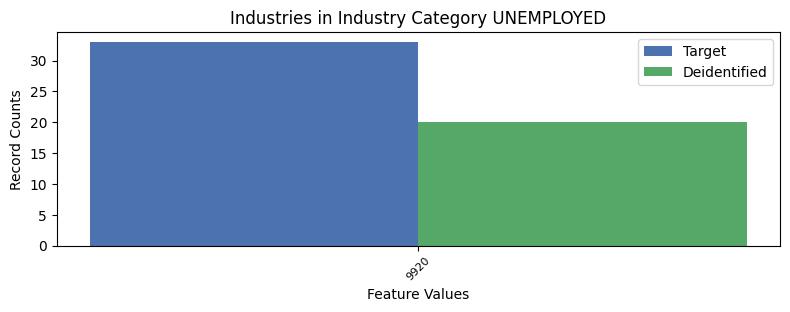 Industries in Industry Category UNEMPLOYED
Target
Deidentified
Record Counts
30
25
20
15
10
5
0
9920
Feature Values